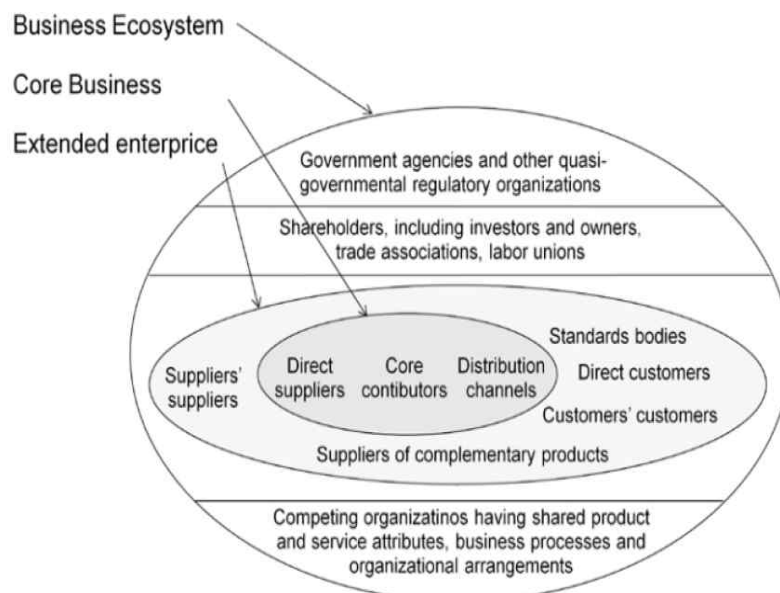 Business Ecosystem
Core Business
Extended enterprice
Government agencies and other quasi-
governmental regulatory organizations
Shareholders, including investors and owners,
trade associations, labor unions
Standards bodies
Suppliers'
suppliers
Direct
suppliers
Core
contibutors
Distribution
channels
Direct customers
Customers' customers
Suppliers of complementary products
Competing organizatinos having shared product
and service attributes, business processes and
organizational arrangements